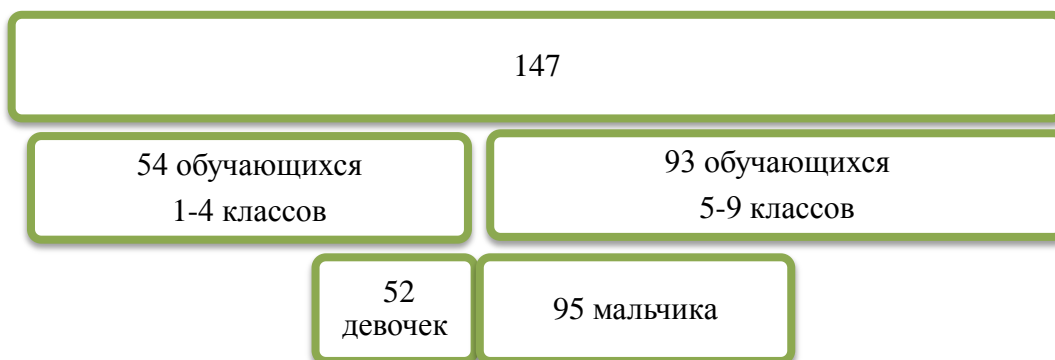 147
54 обучающихся
1-4 классов
93 обучающихся
5-9 классов
52
девочек
95 мальчика